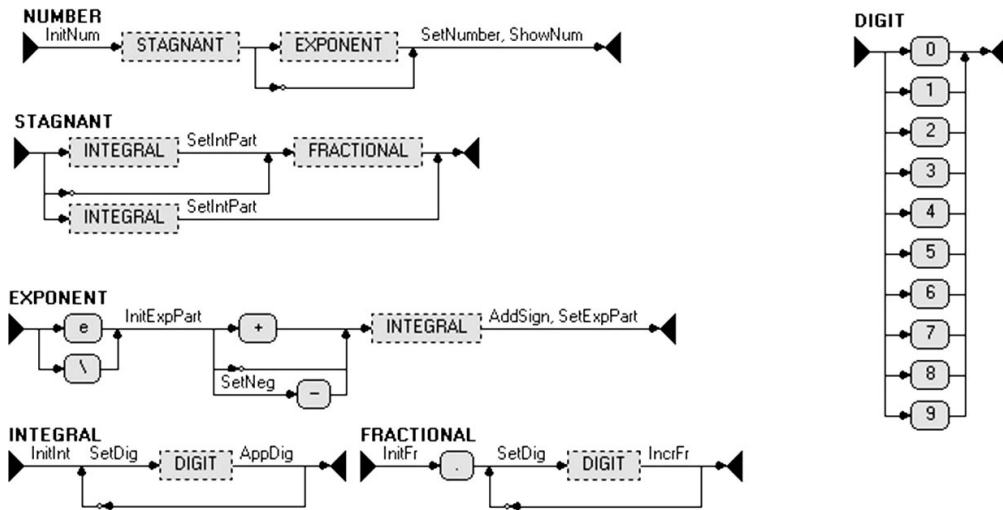 NUMBER
InitNum STAGNANT EXPONENT SetNumber, ShowNum
STAGNANT
INTEGRAL SetIntPart FRACTIONAL
INTEGRAL SetIntPart
EXPONENT
e InitExpPart + INTEGRAL AddSign, SetExpPart
\ SetNeg -
INTEGRAL
InitInt SetDig DIGIT AppDig
FRACTIONAL
InitFr . SetDig DIGIT IncrFr
DIGIT
0
1
2
3
4
5
6
7
8
9